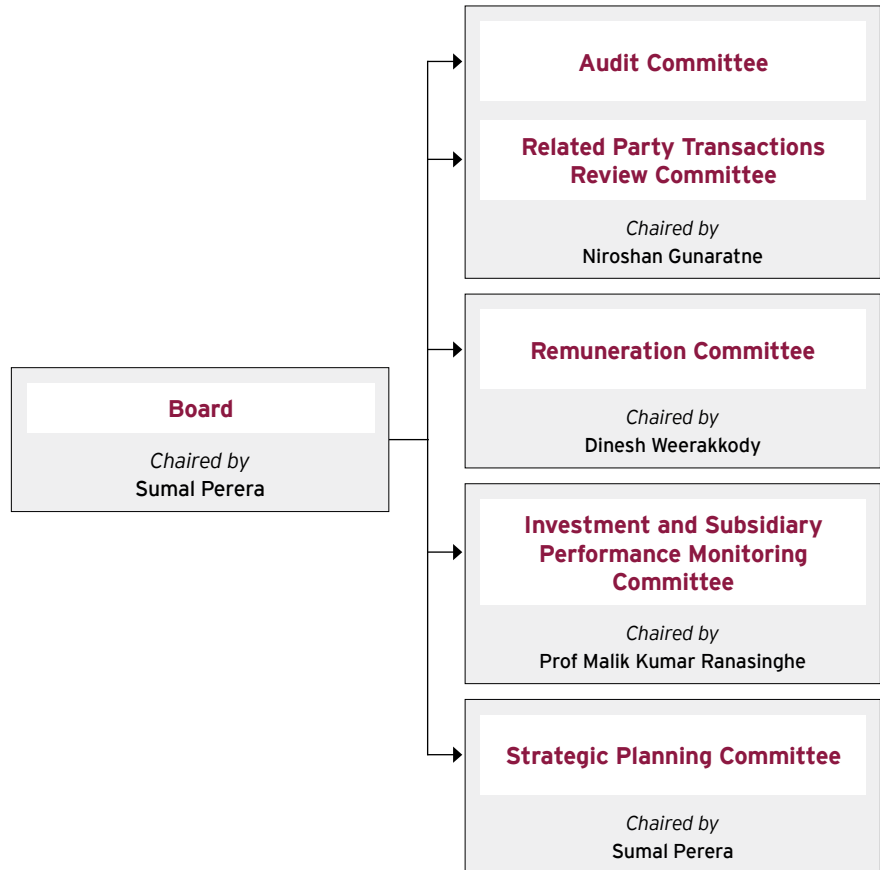 Audit Committee
Related Party Transactions
Review Committee
Chaired by
Niroshan Gunaratne
Remuneration Committee
Chaired by
Dinesh Weerakkody
Board
Chaired by
Sumal Perera
Investment and Subsidiary
Performance Monitoring
Committee
Chaired by
Prof Malik Kumar Ranasinghe
Strategic Planning Committee
Chaired by
Sumal Perera